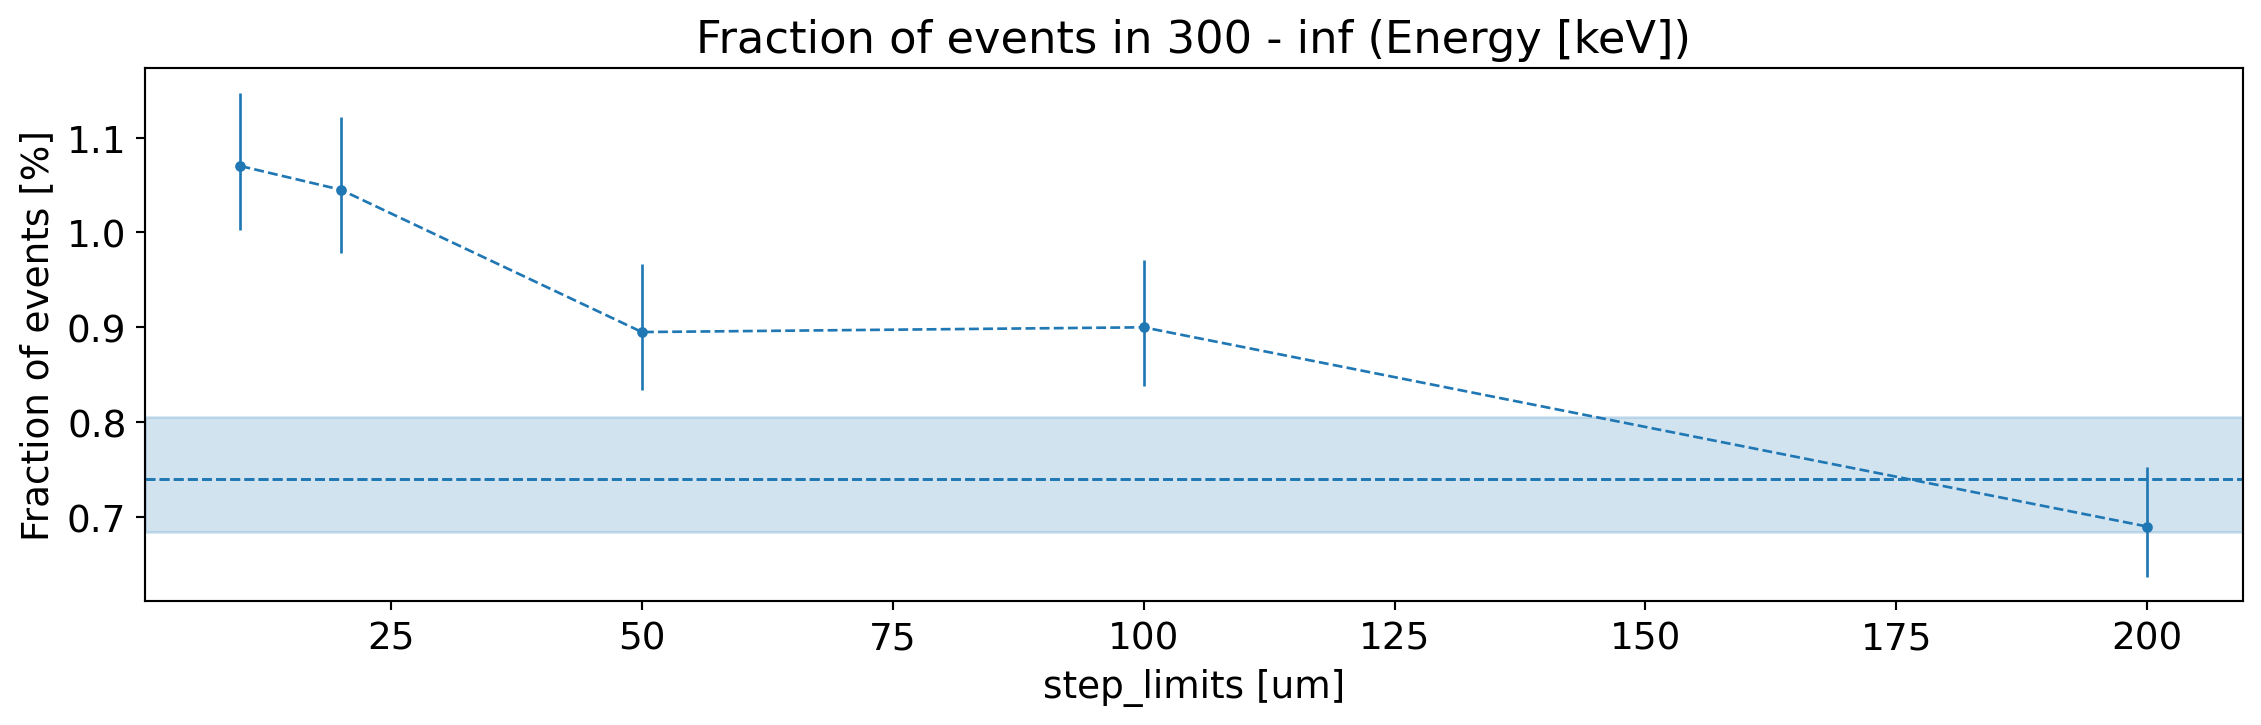 Fraction of events in 300 - inf (Energy [keV])
Fraction of events [%]
1.1
1.0
0.9
0.8
0.7
25 50 75 100 125 150 175 200
step_limits [um]